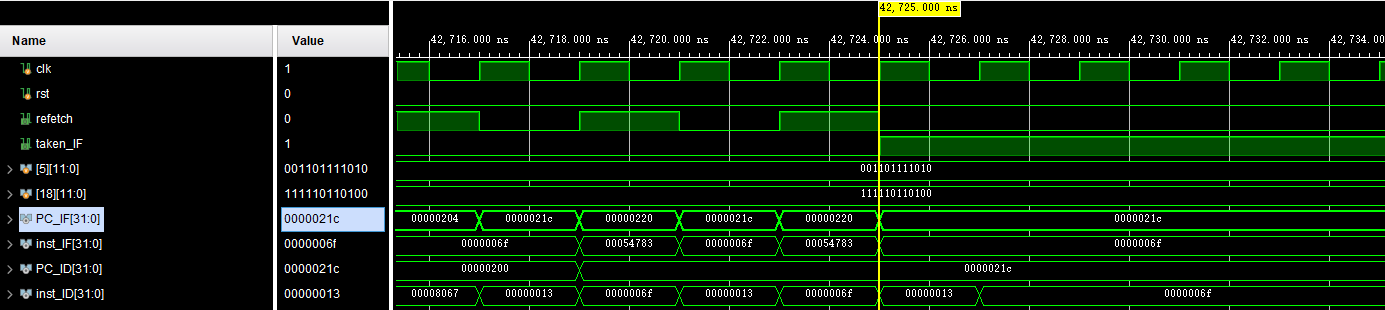 42,725.000 ns
Name Value
42,716.000 ns 42,718.000 ns 42,720.000 ns 42,722.000 ns 42,724.000 ns 42,726.000 ns 42,728.000 ns 42,730.000 ns 42,732.000 ns 42,734.000
clk 1
rst 0
refetch 0
taken_IF 1
[5][11:0] 001101111010 001101111010
[18][11:0] 111110110100 111110110100
PC_IF[31:0] 0000021c 00000204 0000021c 00000220 0000021c 00000220 0000021c
inst_IF[31:0] 0000006f 0000006f 00054783 0000006f 00054783 0000006f
PC_ID[31:0] 0000021c 00000200 0000021c
inst_ID[31:0] 00000013 00008067 00000013 0000006f 00000013 0000006f 00000013 0000006f